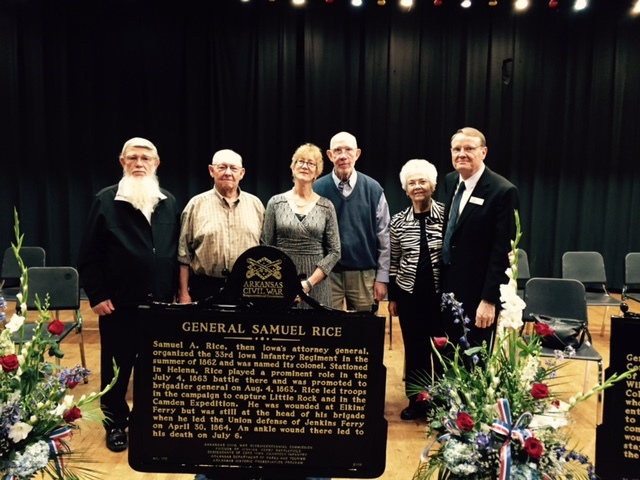 ARKANSAS
CIVIL WAR
GENERAL SAMUEL RICE
Samuel A. Rice, then Iowa's attorney general,
organized the 33rd Iowa Infantry Regiment in the
summer of 1862 and was named its colonel. Stationed
in Helena, Rice played a prominent role in the
July 4, 1863 battle there and was promoted to
brigadier general on Aug. 4, 1863. Rice led troops
in the campaign to capture Little Rock and in the
Camden Expedition. He was wounded at Elkins
Ferry but was still at the head of his brigade
when he led the Union defense of Jenkins Ferry
on April 30, 1864. An ankle wound there led to
his death on July 6.
ARKANSAS CIVIL WAR SESQUICENTENNIAL COMMISSION